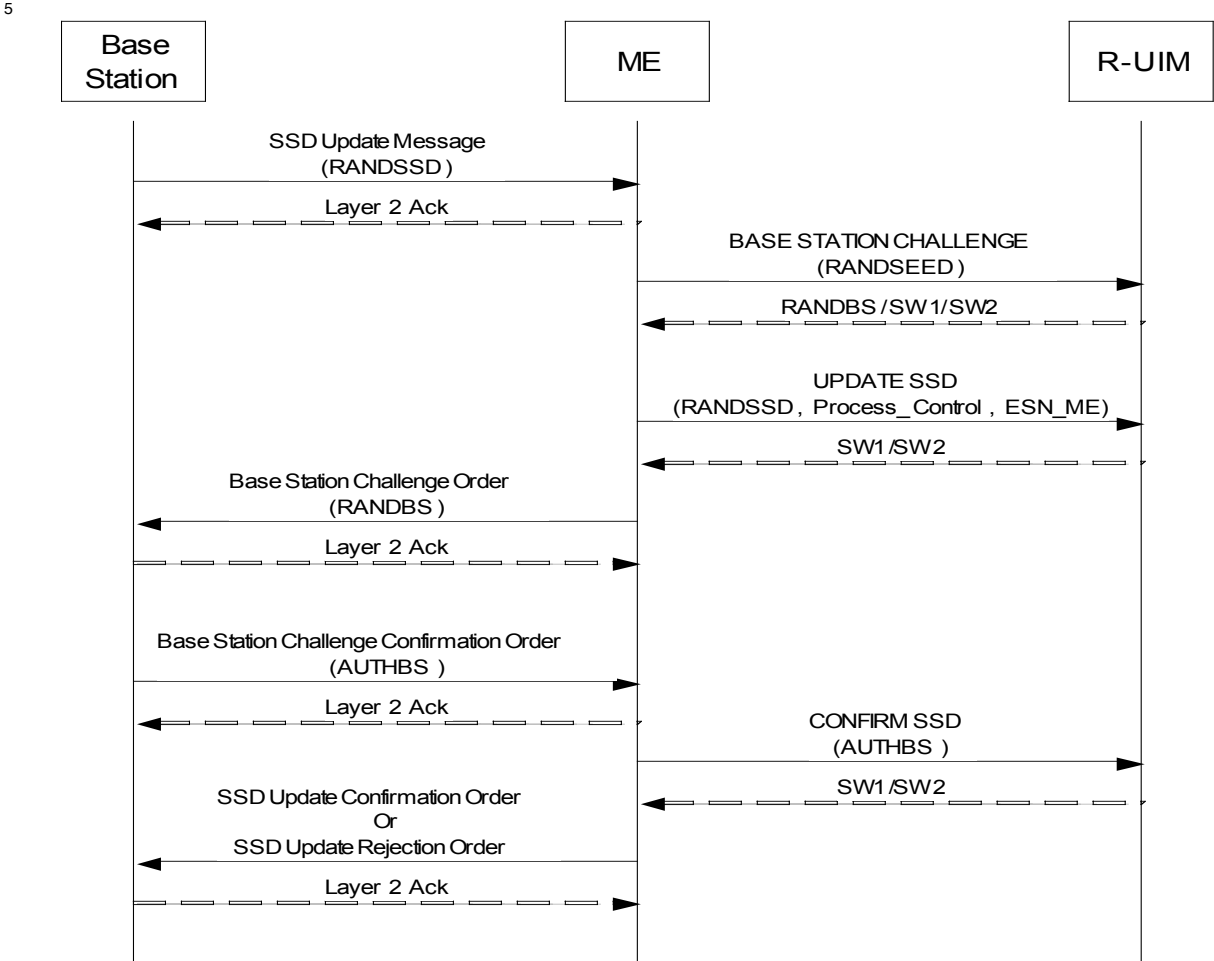 5
Base
Station
ME
R-UIM
SSD Update Message
(RANDSSD)
Layer 2 Ack
BASE STATION CHALLENGE
(RANDSEED)
RANDBS/SW1/SW2
UPDATE SSD
(RANDSSD, Process_Control, ESN_ME)
SW1/SW2
Base Station Challenge Order
(RANDBS)
Layer 2 Ack
Base Station Challenge Confirmation Order
(AUTHBS)
Layer 2 Ack
CONFIRM SSD
(AUTHBS)
SW1/SW2
SSD Update Confirmation Order
Or
SSD Update Rejection Order
Layer 2 Ack